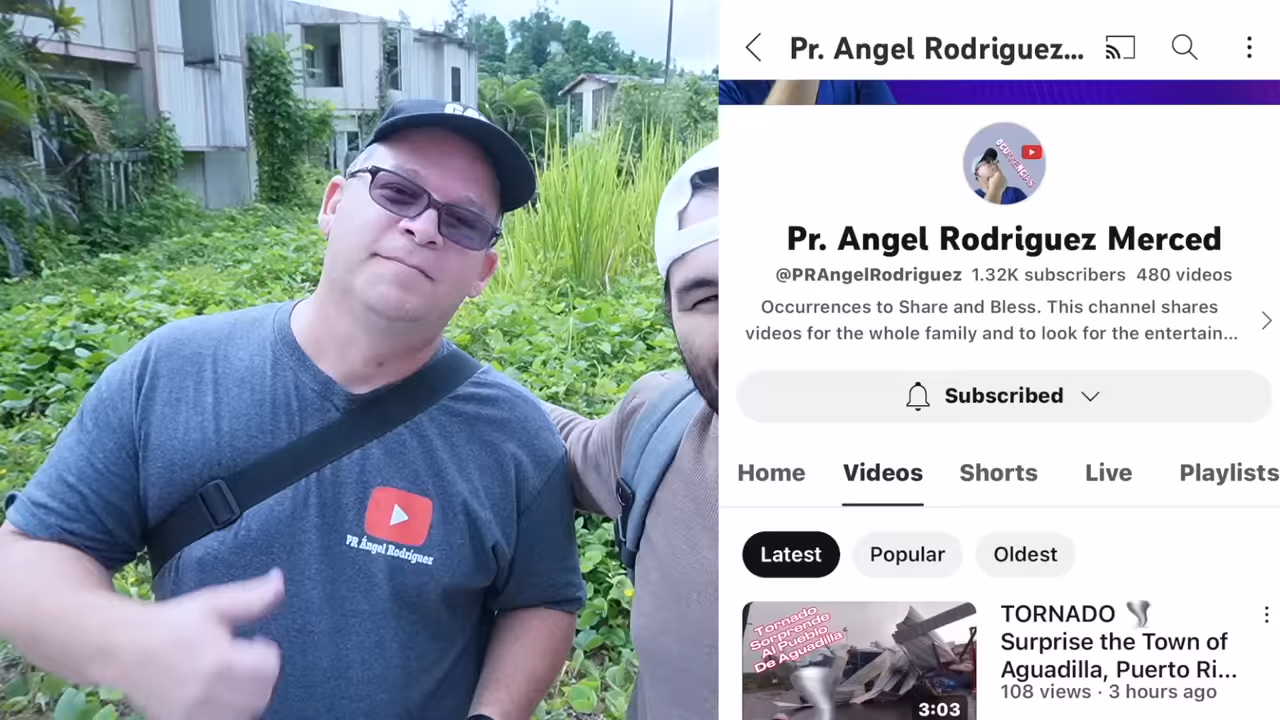 PR Ángel Rodríguez
Pr. Angel Rodriguez...
OCURRENCIAS
Pr. Angel Rodriguez Merced
@PRAngelRodriguez 1.32K subscribers 480 videos
Occurrences to Share and Bless. This channel shares
videos for the whole family and to look for the entertain...
Subscribed
Home Videos Shorts Live Playlists
Latest Popular Oldest
Tornado
Sorprende
Al Pueblo
De Aguadilla
3:03
TORNADO 🌪️
Surprise the Town of
Aguadilla, Puerto Ri...
108 views · 3 hours ago